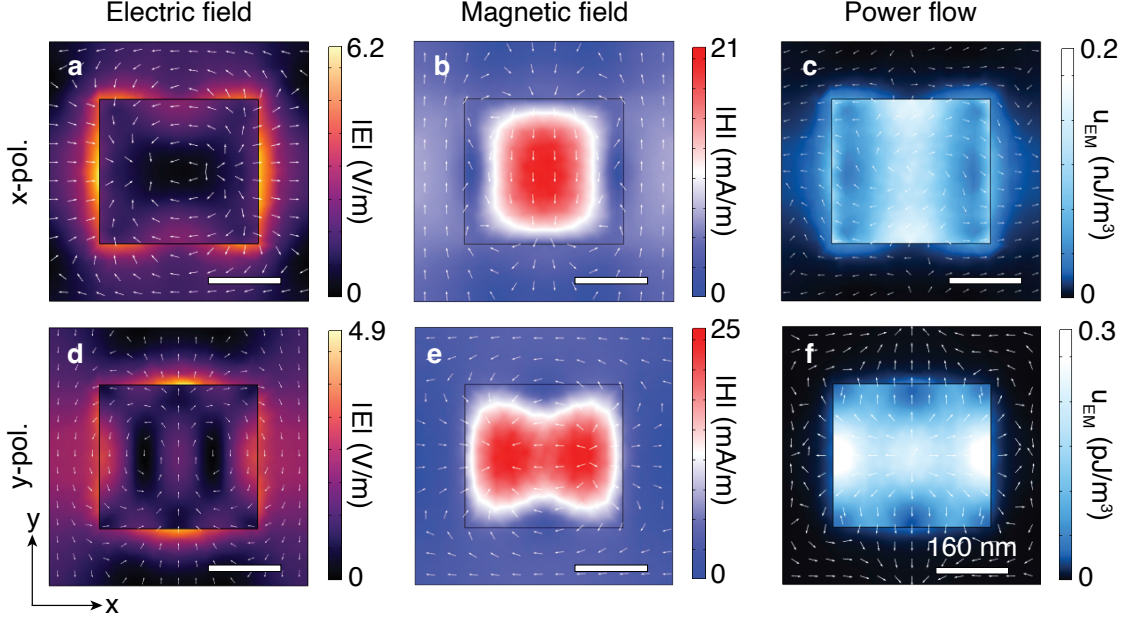 Electric field
Magnetic field
Power flow
x-pol.
a
6.2
|E| (V/m)
0
b
21
|H| (mA/m)
0
c
0.2
u_EM (nJ/m³)
0
y-pol.
d
4.9
|E| (V/m)
0
e
25
|H| (mA/m)
0
f
160 nm
0.3
u_EM (pJ/m³)
0
y
x